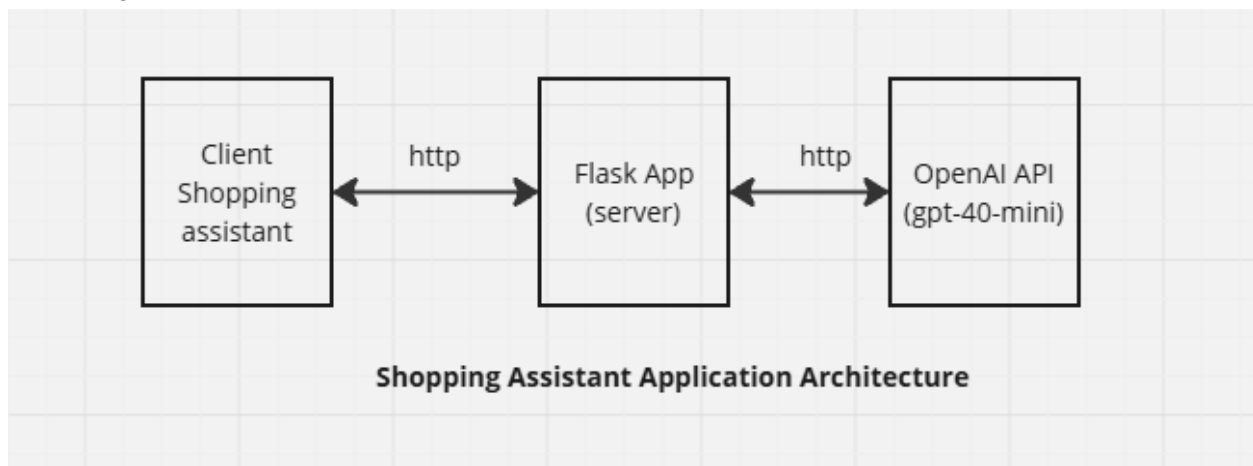 Client
Shopping
assistant
http
Flask App
(server)
http
OpenAI API
(gpt-40-mini)
Shopping Assistant Application Architecture